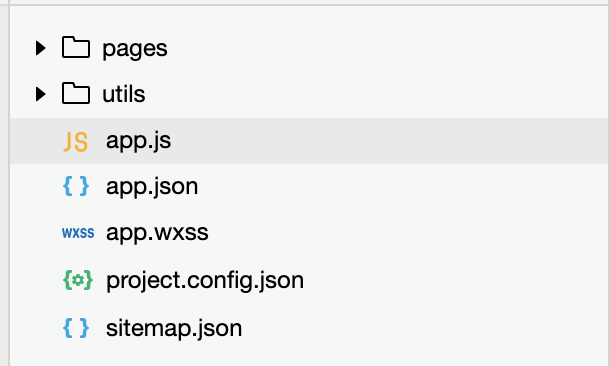 pages
utils
JS app.js
{ } app.json
wxss app.wxss
{ } project.config.json
{ } sitemap.json